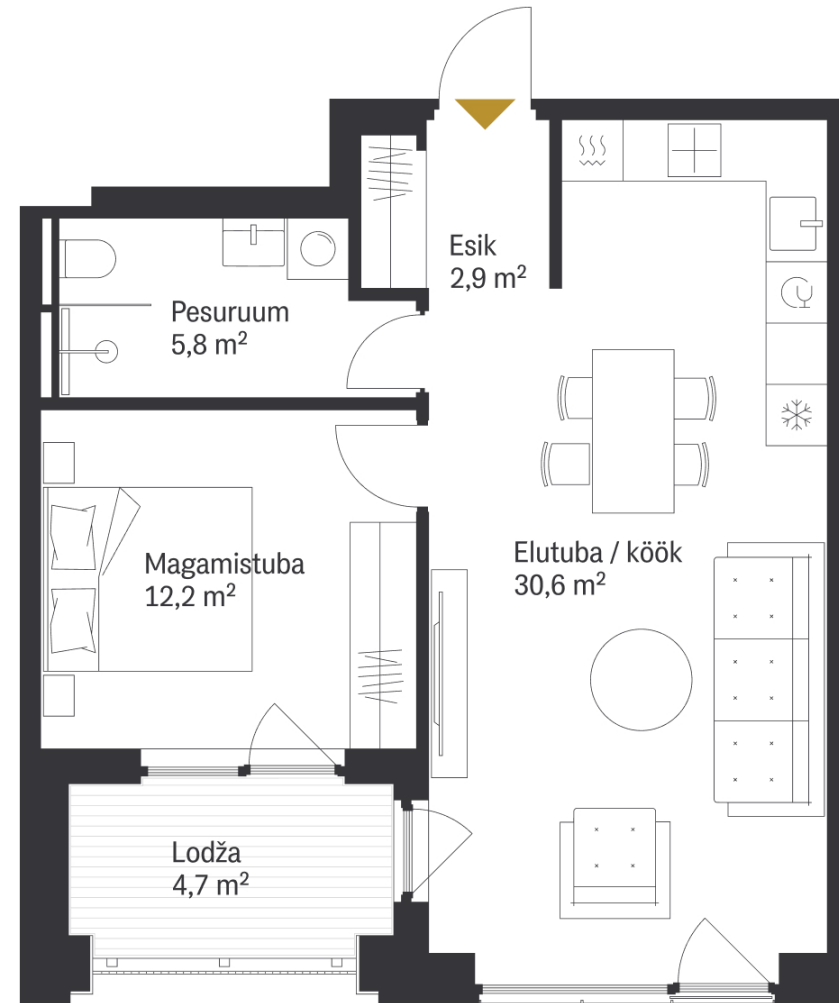 Esik
2,9 m²
Pesuruum
5,8 m²
Elutuba / köök
30,6 m²
Magamistuba
12,2 m²
Lodža
4,7 m²